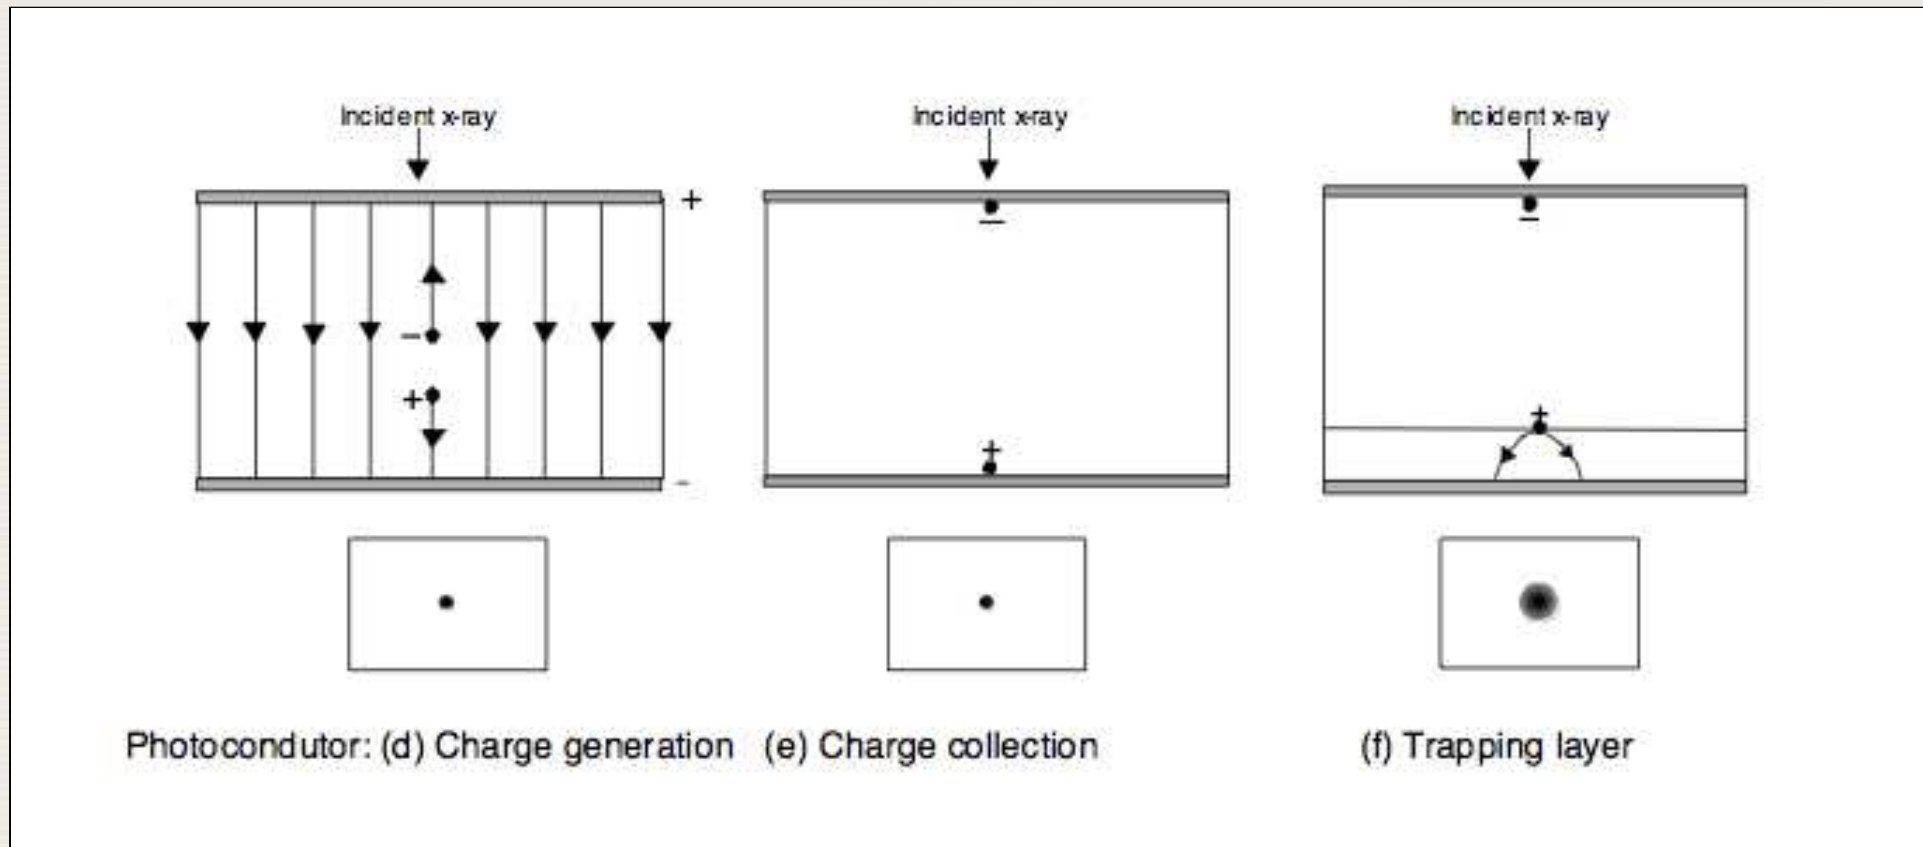 Incident x-ray
Incident x-ray
Incident x-ray
+
−
−
+
−
+
−
+
Photocondutor: (d) Charge generation (e) Charge collection (f) Trapping layer